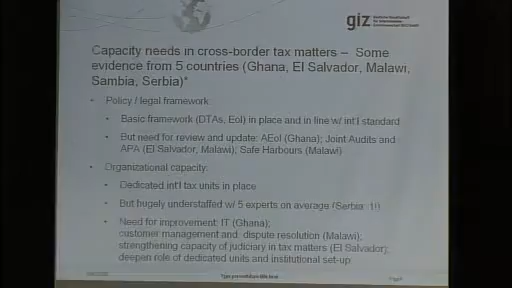 giz
Capacity needs in cross-border tax matters – Some
evidence from 5 countries (Ghana, El Salvador, Malawi,
Sambia, Serbia)*
• Policy / legal framework:
• Basic framework (DTAs, EoI) in place and in line w/ int'l standard
• But need for review and update: AEoI (Ghana); Joint Audits and
APA (El Salvador, Malawi); Safe Harbours (Malawi)
• Organizational capacity:
• Dedicated int'l tax units in place
• But hugely understaffed w/ 5 experts on average (Serbia: 1!)
• Need for improvement: IT (Ghana);
customer management and dispute resolution (Malawi);
strengthening capacity of judiciary in tax matters (El Salvador);
deepen role of dedicated units and institutional set-up